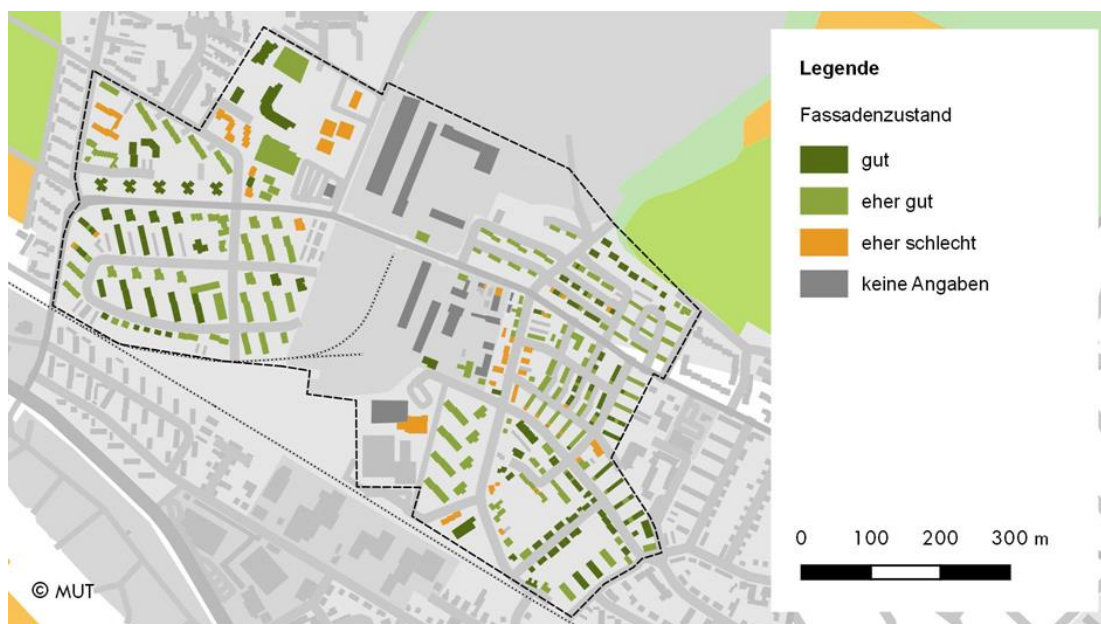 Legende
Fassadenzustand
gut
eher gut
eher schlecht
keine Angaben
0 100 200 300 m
© MUT